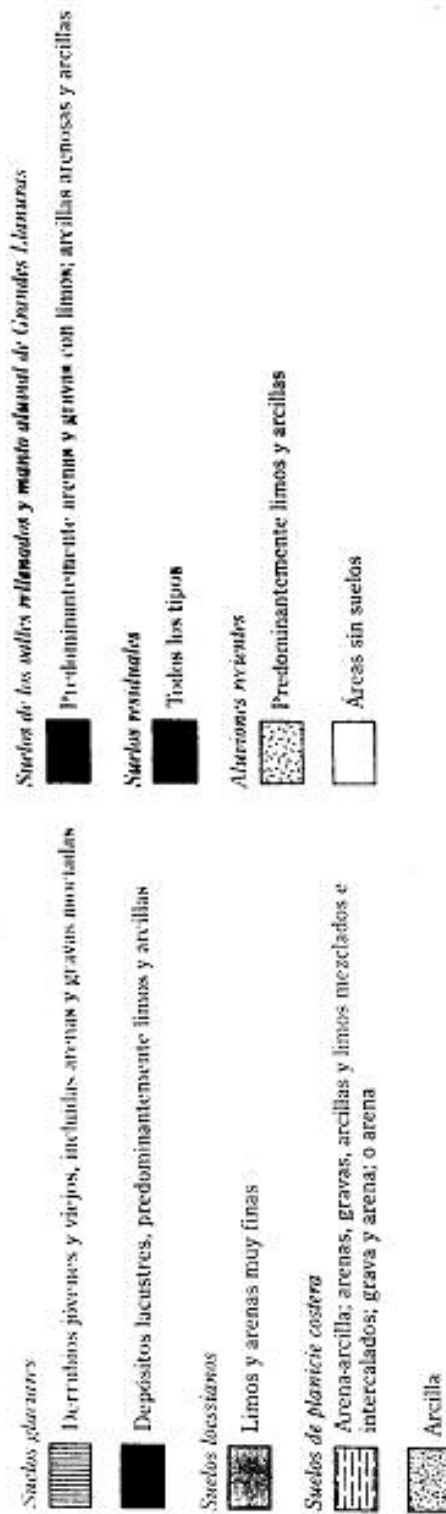 Suelos glaciares
Derrubios jóvenes y viejos, incluidas arenas y gravas morladas
Depósitos lacustres, predominantemente limos y arcillas
Suelos loessianos
Limos y arenas muy finas
Suelos de planicie costera
Arena-arcilla; arenas, gravas, arcillas y limos mezclados e
intercalados; grava y arena; o arena
Arcilla
Suelos de los valles rellenados y manto aluvial de Grandes Llanuras
Predominantemente arenas y gravas con limos; arcillas arenosas y arcillas
Suelos residuales
Todos los tipos
Aluviones recientes
Predominantemente limos y arcillas
Áreas sin suelos